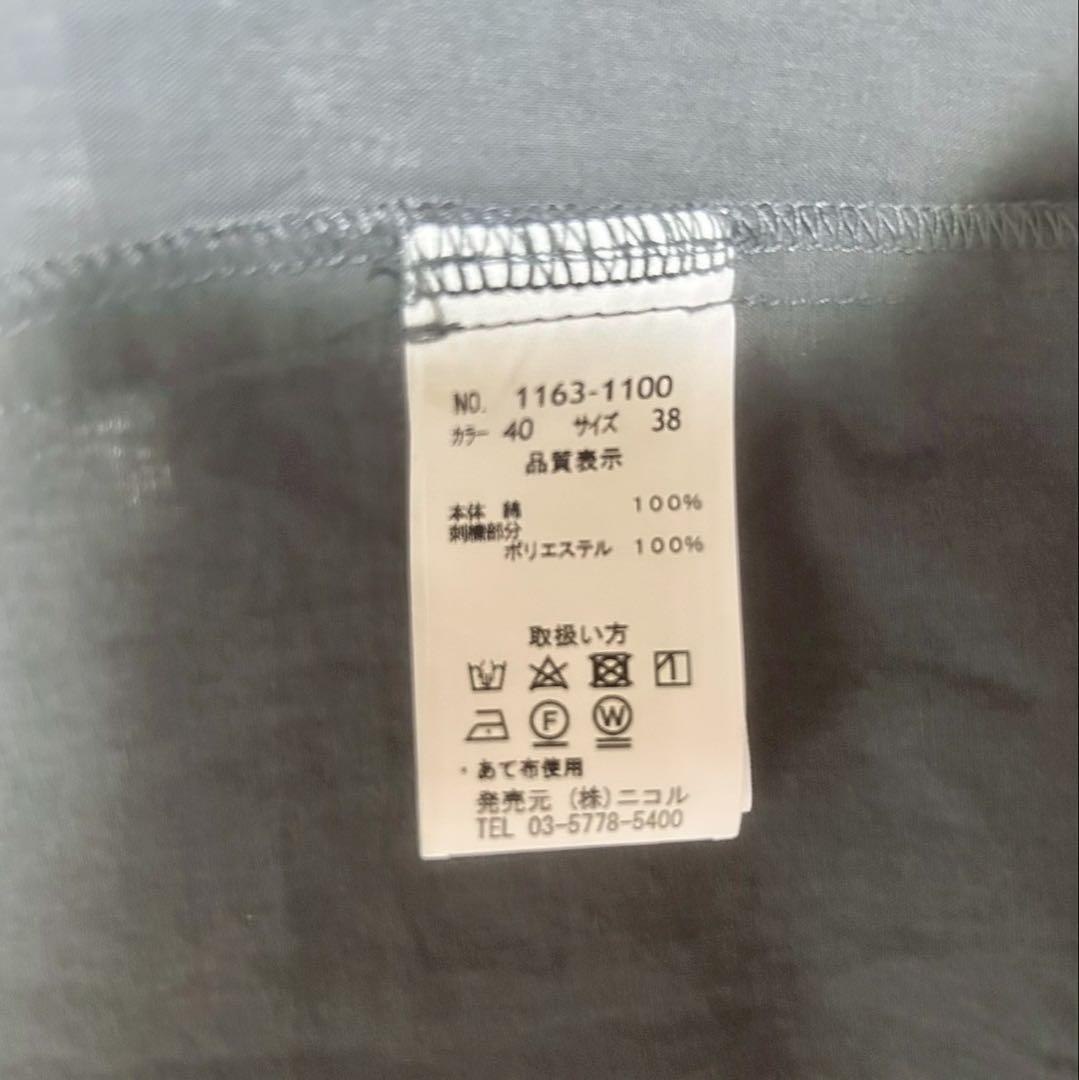 NO. 1163-1100
カラー 40 サイズ 38
品質表示
本体 綿 100%
刺繍部分
ポリエステル 100%
取扱い方
F W
・あて布使用
発売元 (株)ニコル
TEL 03-5778-5400